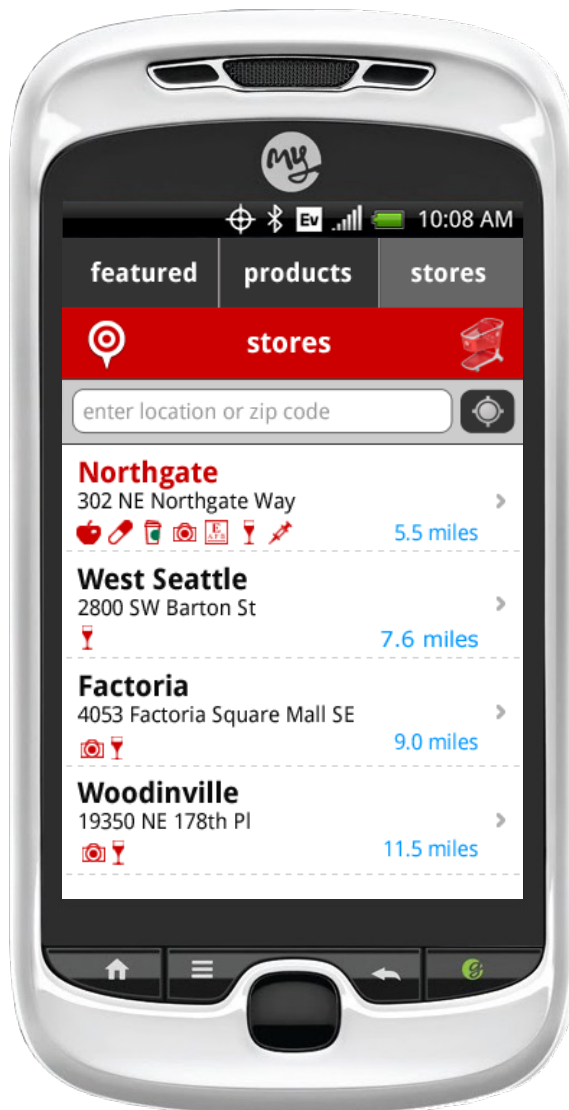 my
Ev 10:08 AM
featured products stores
stores
enter location or zip code
Northgate
302 NE Northgate Way
5.5 miles
West Seattle
2800 SW Barton St
7.6 miles
Factoria
4053 Factoria Square Mall SE
9.0 miles
Woodinville
19350 NE 178th Pl
11.5 miles